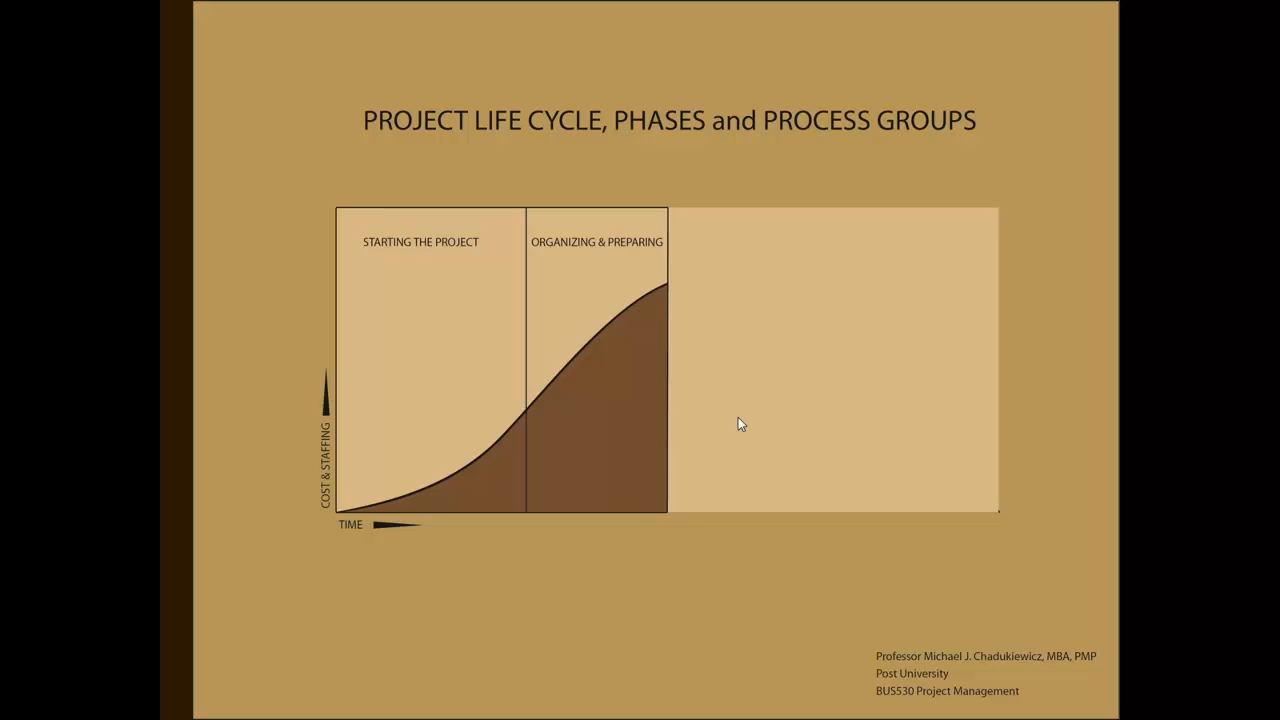 PROJECT LIFE CYCLE, PHASES and PROCESS GROUPS
STARTING THE PROJECT
ORGANIZING & PREPARING
COST & STAFFING
TIME
Professor Michael J. Chadukiewicz, MBA, PMP
Post University
BUS530 Project Management